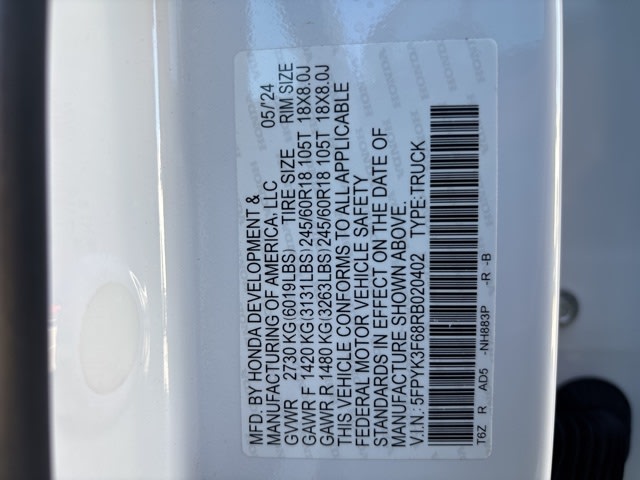 MFD. BY HONDA DEVELOPMENT &
MANUFACTURING OF AMERICA, LLC 05/'24
GVWR 2730 KG(6019LBS) TIRE SIZE RIM SIZE
GAWR F 1420 KG(3131LBS)245/60R18 105T 18X8.0J
GAWR R 1480 KG(3263LBS)245/60R18 105T 18X8.0J
THIS VEHICLE CONFORMS TO ALL APPLICABLE
FEDERAL MOTOR VEHICLE SAFETY
STANDARDS IN EFFECT ON THE DATE OF
MANUFACTURE SHOWN ABOVE.
V.I.N.: 5FPYK3F68RB020402 TYPE:TRUCK
T6Z R AD5 -NH883P -R -B